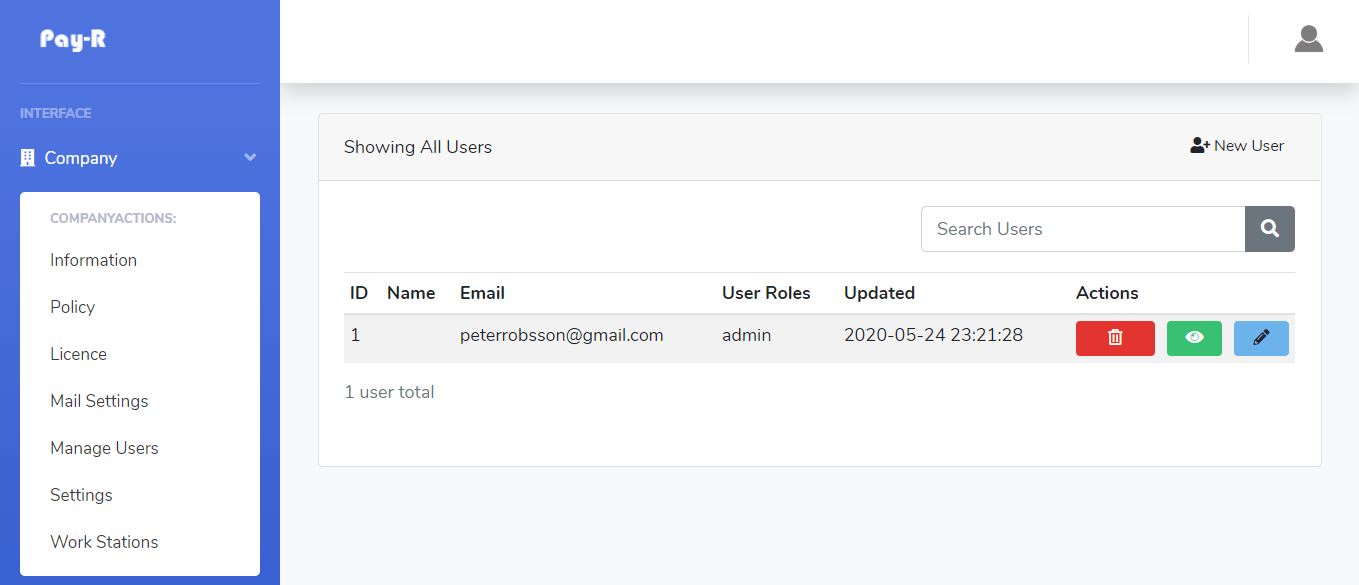 Pay-R
INTERFACE
Company
COMPANYACTIONS:
Information
Policy
Licence
Mail Settings
Manage Users
Settings
Work Stations
Showing All Users
New User
Search Users
ID Name Email User Roles Updated Actions
1 peterrobsson@gmail.com admin 2020-05-24 23:21:28
1 user total